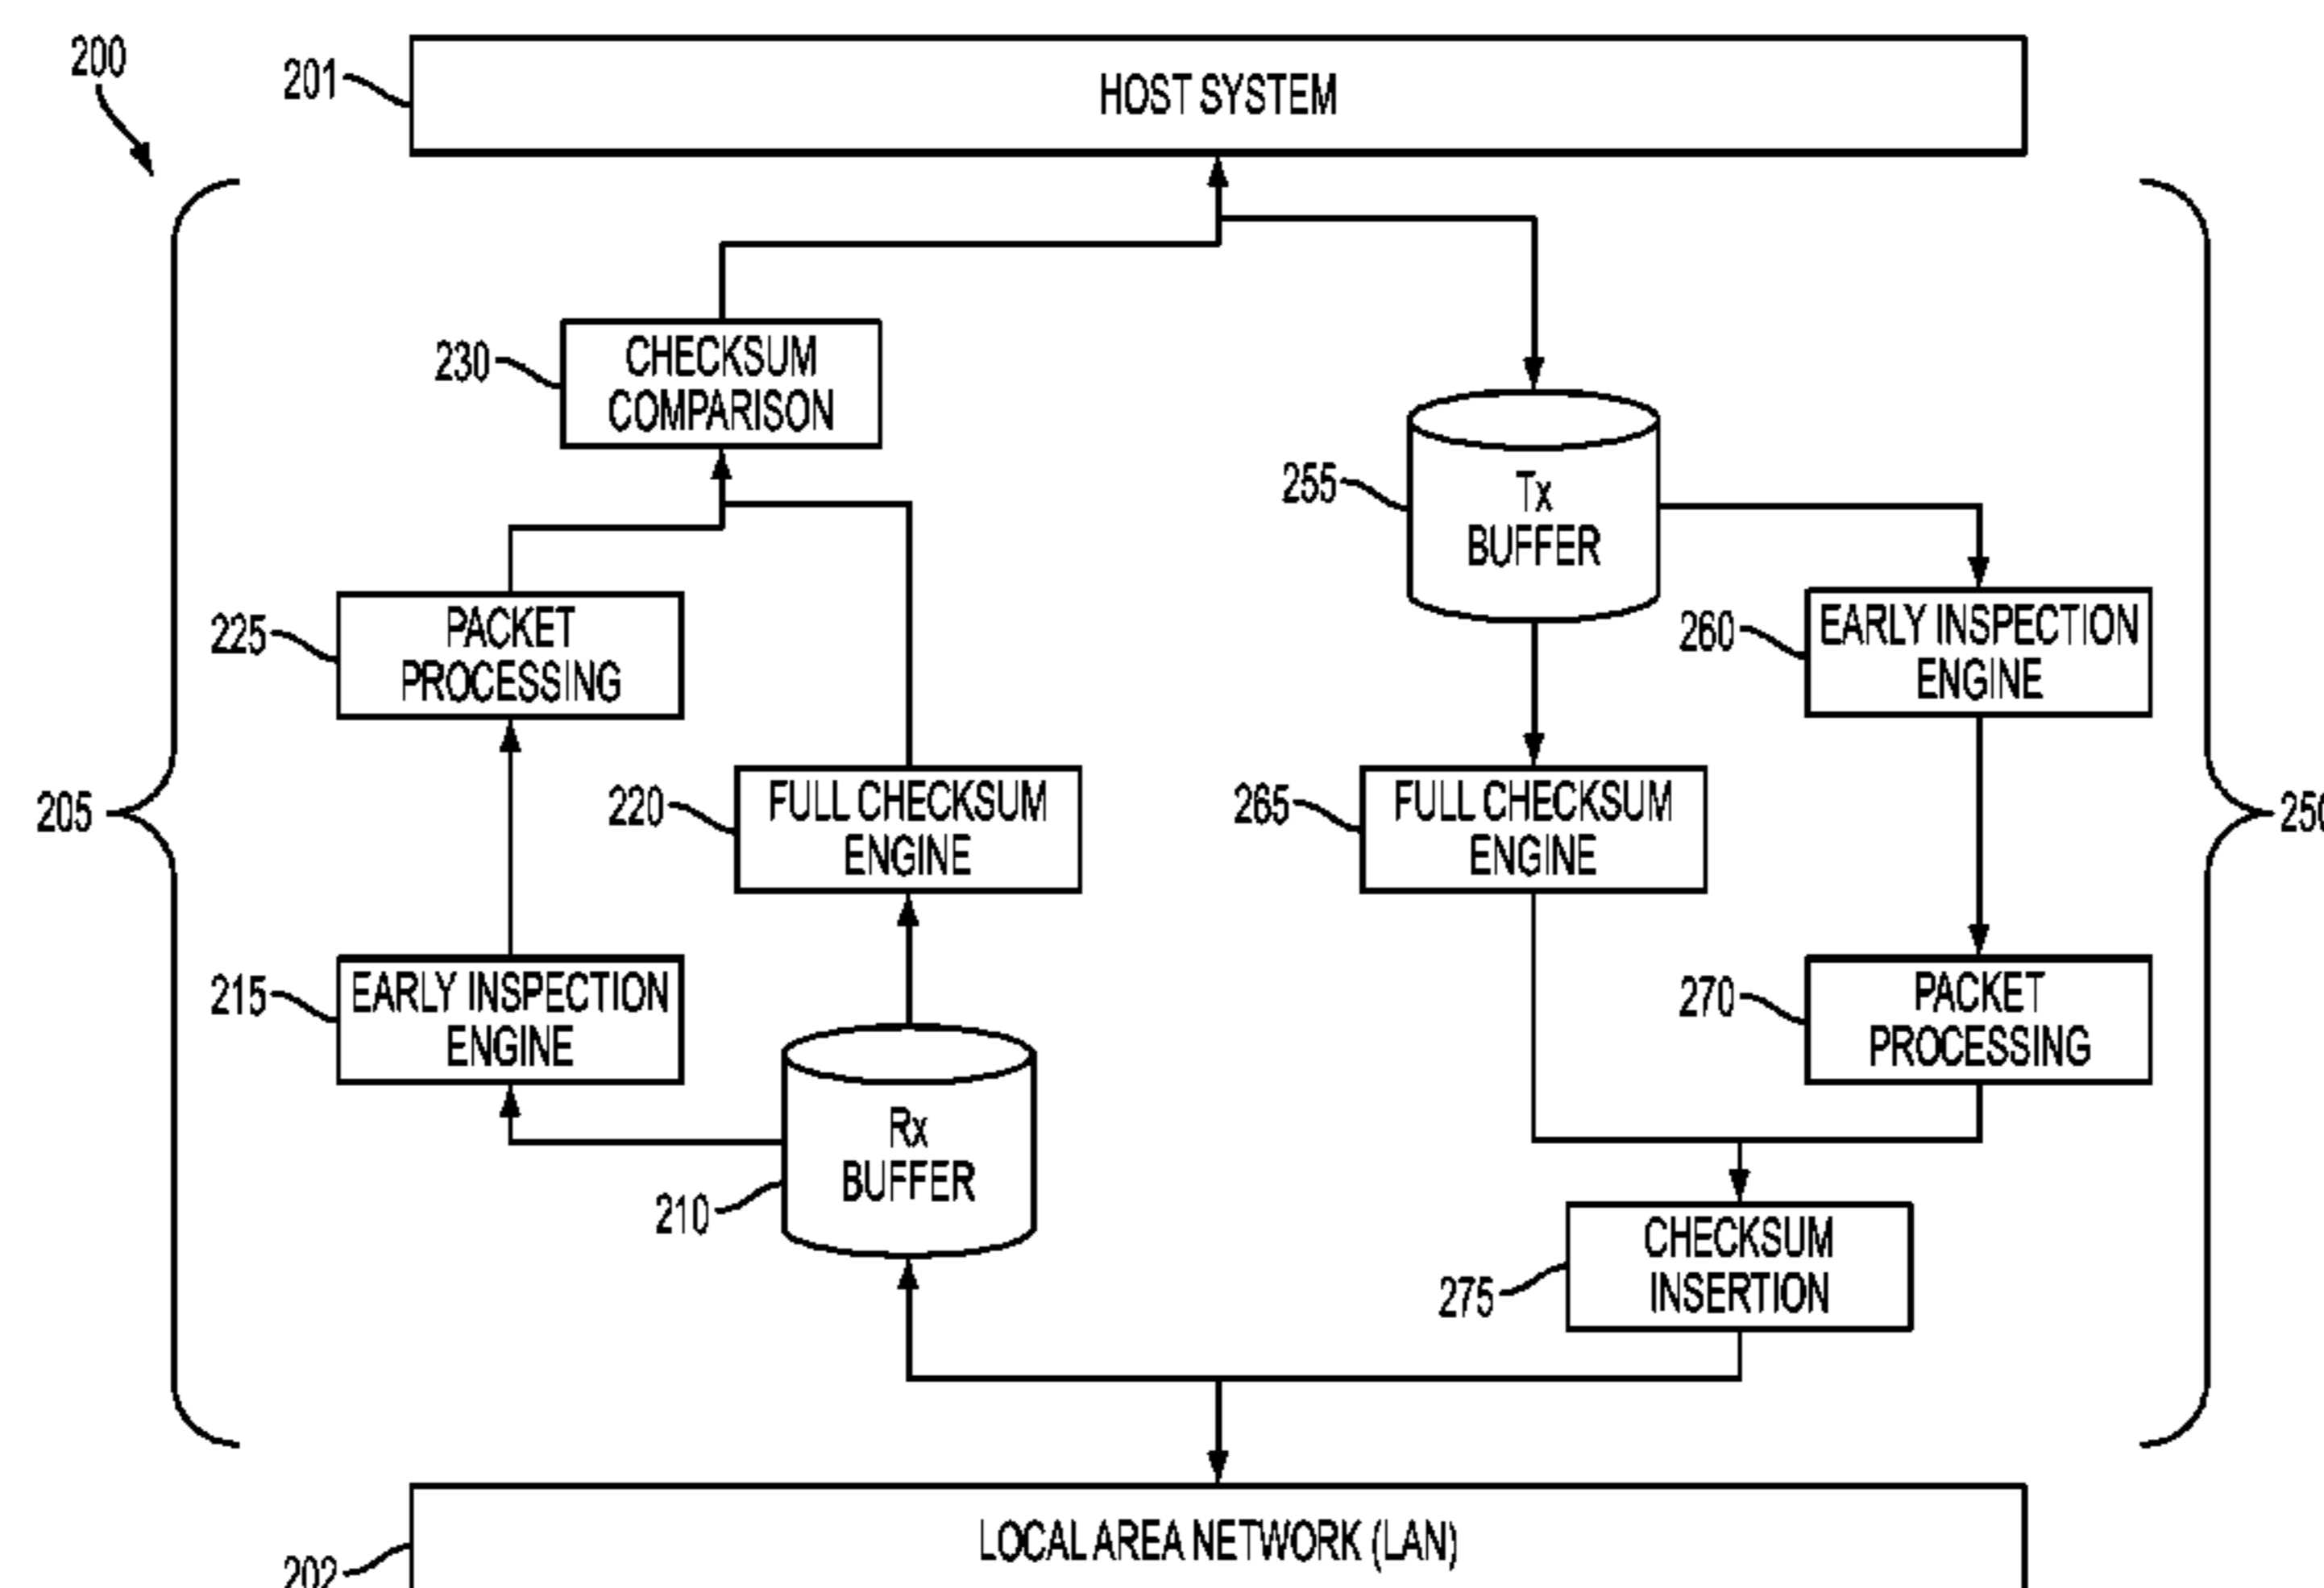 200
201
HOST SYSTEM
230
CHECKSUM
COMPARISON
255
Tx
BUFFER
225
PACKET
PROCESSING
260
EARLY INSPECTION
ENGINE
205
220
FULL CHECKSUM
ENGINE
265
FULL CHECKSUM
ENGINE
250
215
EARLY INSPECTION
ENGINE
270
PACKET
PROCESSING
210
Rx
BUFFER
275
CHECKSUM
INSERTION
202
LOCAL AREA NETWORK (LAN)